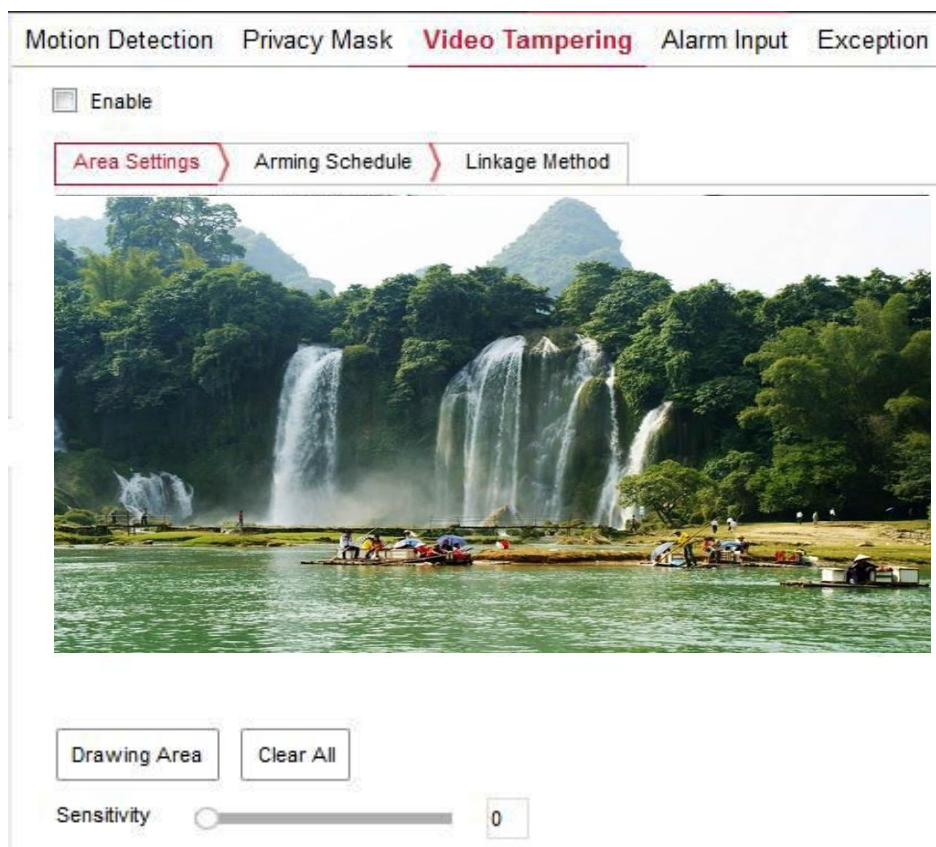 Motion Detection Privacy Mask Video Tampering Alarm Input Exception
Enable
Area Settings Arming Schedule Linkage Method
Drawing Area Clear All
Sensitivity 0